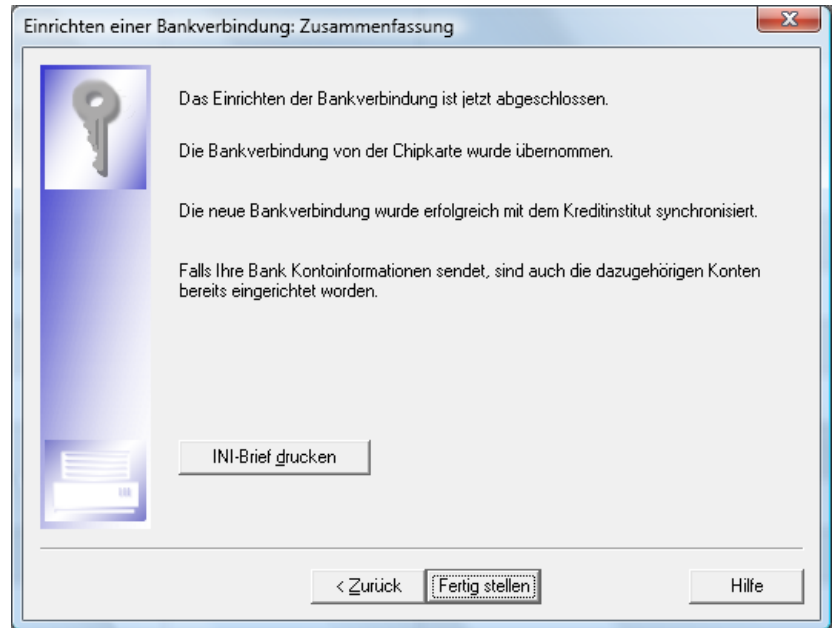 Einrichten einer Bankverbindung: Zusammenfassung
Das Einrichten der Bankverbindung ist jetzt abgeschlossen.
Die Bankverbindung von der Chipkarte wurde übernommen.
Die neue Bankverbindung wurde erfolgreich mit dem Kreditinstitut synchronisiert.
Falls Ihre Bank Kontoinformationen sendet, sind auch die dazugehörigen Konten
bereits eingerichtet worden.
INI-Brief drucken
< Zurück
Fertig stellen
Hilfe